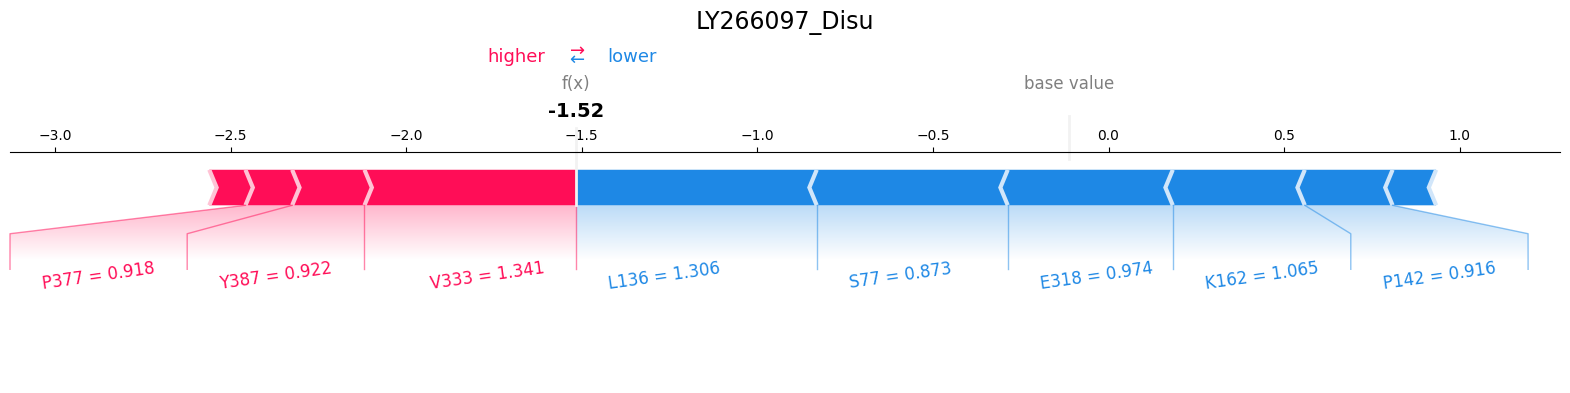 LY266097_Disu
higher ⇄ lower
f(x) base value
-1.52
−3.0 −2.5 −2.0 −1.5 −1.0 −0.5 0.0 0.5 1.0
P377 = 0.918 Y387 = 0.922 V333 = 1.341 L136 = 1.306 S77 = 0.873 E318 = 0.974 K162 = 1.065 P142 = 0.916